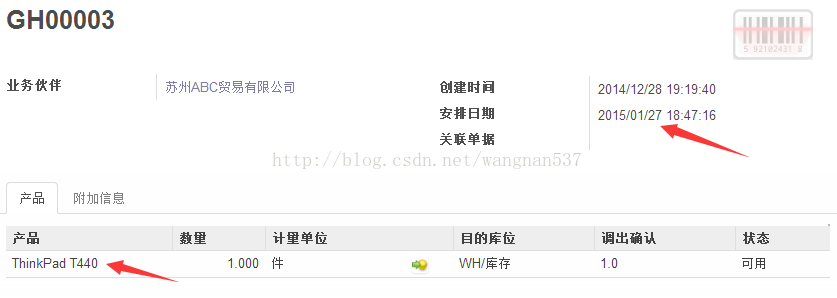 GH00003
5 92182431 8
业务伙伴 苏州ABC贸易有限公司 创建时间 2014/12/28 19:19:40
安排日期 2015/01/27 18:47:16
关联单据
http://blog.csdn.net/wangnan537
产品 附加信息
产品 数量 计量单位 目的库位 调出确认 状态
ThinkPad T440 1.000 件 WH/库存 1.0 可用